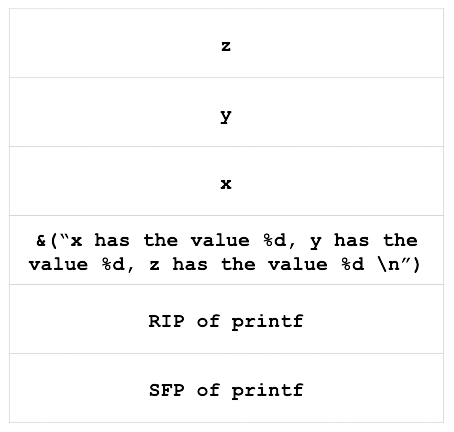 z
y
x
&(“x has the value %d, y has the
value %d, z has the value %d \n”)
RIP of printf
SFP of printf